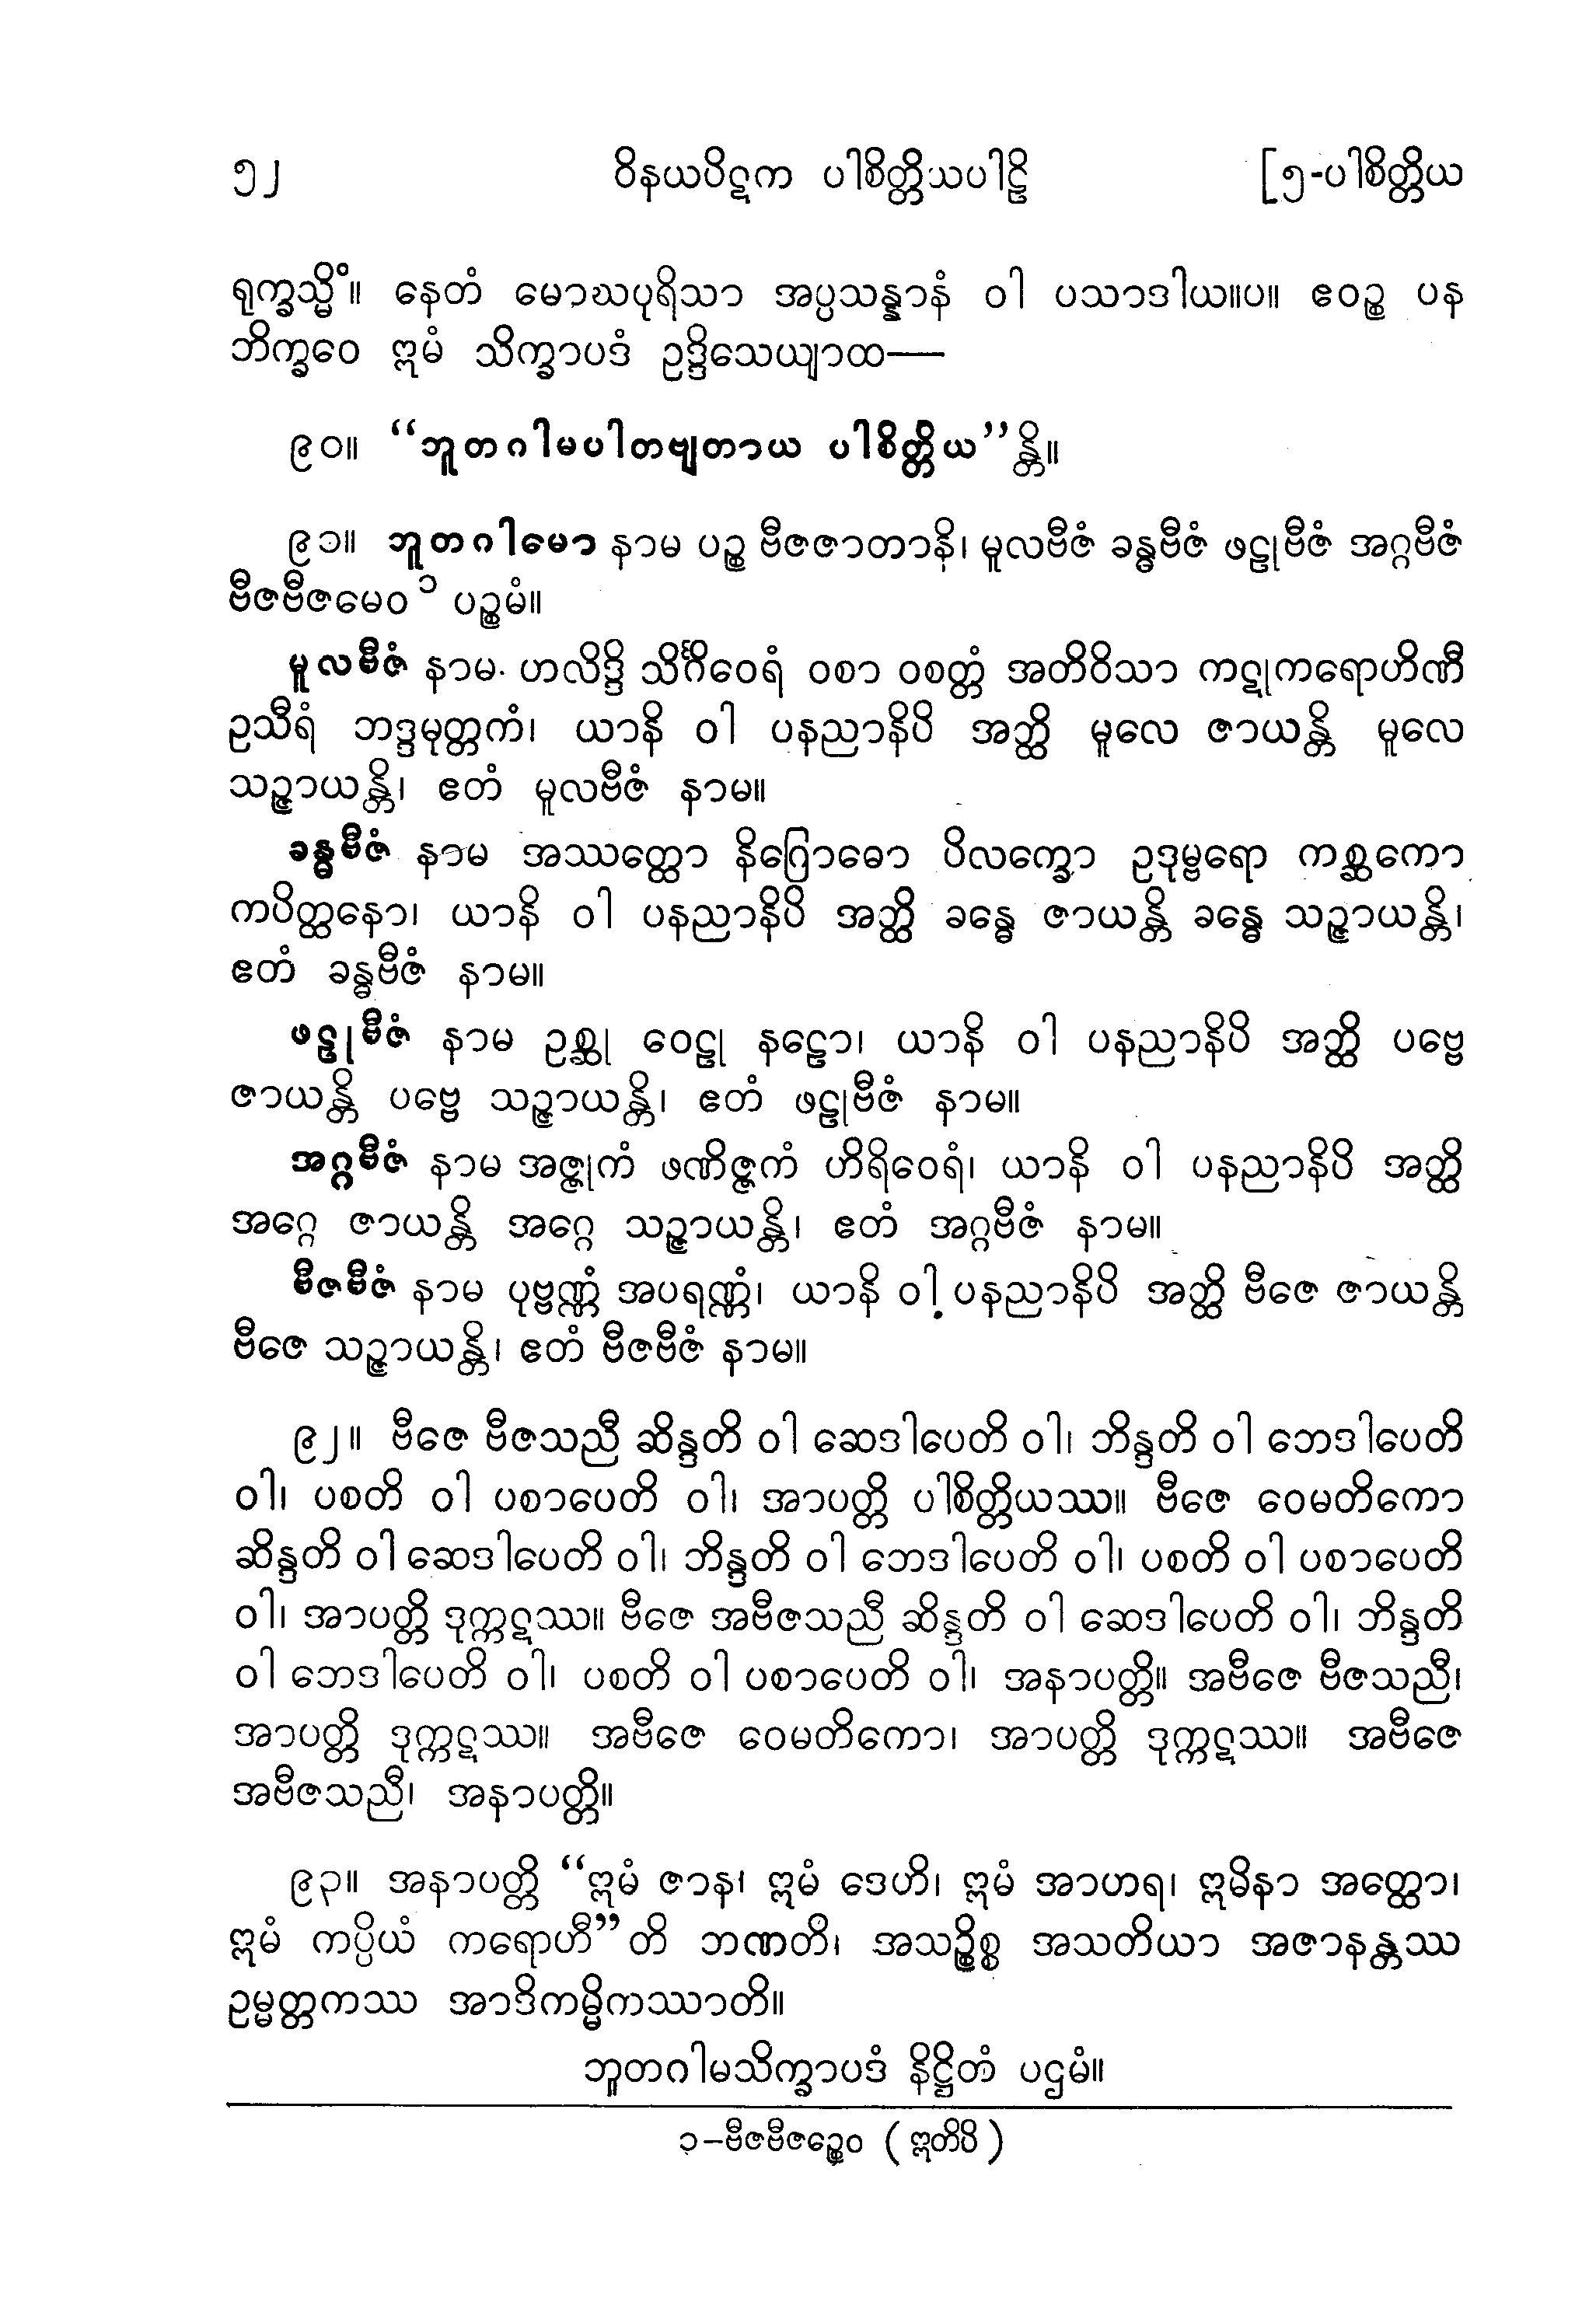 ၅၂ ဝိနယပိဋက ပါစိတ္တိယပါဠိ [၅-ပါစိတ္တိယ
ရုက္ခသ္မိံ။ နေတံ မောဃပုရိသာ အပ္ပသန္နာနံ ဝါ ပသာဒါယ။ပ။ ဧဝဉ္စ ပန
ဘိက္ခဝေ ဣမံ သိက္ခာပဒံ ဥဒ္ဒိသေယျာထ—
၉၀။ “ဘူတဂါမပါတဗျတာယ ပါစိတ္တိယ”န္တိ။
၉၁။ ဘူတဂါမော နာမ ပဉ္စ ဗီဇဇာတာနိ၊ မူလဗီဇံ ခန္ဓဗီဇံ ဖဠုဗီဇံ အဂ္ဂဗီဇံ
ဗီဇဗီဇမေဝ ၁ ပဉ္စမံ။
မူလဗီဇံ နာမ ဟလိဒ္ဒိ သိင်္ဂိဝေရံ ဝစာ ဝစတ္တံ အတိဝိသာ ကဋုကရောဟိဏီ
ဥသီရံ ဘဒ္ဒမုတ္တကံ၊ ယာနိ ဝါ ပနညာနိပိ အတ္ထိ မူလေ ဇာယန္တိ မူလေ
သဉ္ဇာယန္တိ၊ ဧတံ မူလဗီဇံ နာမ။
ခန္ဓဗီဇံ နာမ အဿတ္ထော နိဂြောဓော ပိလက္ခော ဥဒုမ္ဗရော ကစ္ဆကော
ကပိတ္ထနော၊ ယာနိ ဝါ ပနညာနိပိ အတ္ထိ ခန္ဓေ ဇာယန္တိ ခန္ဓေ သဉ္ဇာယန္တိ၊
ဧတံ ခန္ဓဗီဇံ နာမ။
ဖဠုဗီဇံ နာမ ဥစ္ဆု ဝေဠု နဠော၊ ယာနိ ဝါ ပနညာနိပိ အတ္ထိ ပဗ္ဗေ
ဇာယန္တိ ပဗ္ဗေ သဉ္ဇာယန္တိ၊ ဧတံ ဖဠုဗီဇံ နာမ။
အဂ္ဂဗီဇံ နာမ အဇ္ဇုကံ ဖဏိဇ္ဇကံ ဟိရိဝေရံ၊ ယာနိ ဝါ ပနညာနိပိ အတ္ထိ
အဂ္ဂေ ဇာယန္တိ အဂ္ဂေ သဉ္ဇာယန္တိ၊ ဧတံ အဂ္ဂဗီဇံ နာမ။
ဗီဇဗီဇံ နာမ ပုဗ္ဗဏ္ဏံ အပရဏ္ဏံ၊ ယာနိ ဝါ ပနညာနိပိ အတ္ထိ ဗီဇေ ဇာယန္တိ
ဗီဇေ သဉ္ဇာယန္တိ၊ ဧတံ ဗီဇဗီဇံ နာမ။
၉၂။ ဗီဇေ ဗီဇသညီ ဆိန္ဒတိ ဝါ ဆေဒါပေတိ ဝါ၊ ဘိန္ဒတိ ဝါ ဘေဒါပေတိ
ဝါ၊ ပစတိ ဝါ ပစာပေတိ ဝါ၊ အာပတ္တိ ပါစိတ္တိယဿ။ ဗီဇေ ဝေမတိကော
ဆိန္ဒတိ ဝါ ဆေဒါပေတိ ဝါ၊ ဘိန္ဒတိ ဝါ ဘေဒါပေတိ ဝါ၊ ပစတိ ဝါ ပစာပေတိ
ဝါ၊ အာပတ္တိ ဒုက္ကဋဿ။ ဗီဇေ အဗီဇသညီ ဆိန္ဒတိ ဝါ ဆေဒါပေတိ ဝါ၊ ဘိန္ဒတိ
ဝါ ဘေဒါပေတိ ဝါ၊ ပစတိ ဝါ ပစာပေတိ ဝါ၊ အနာပတ္တိ။ အဗီဇေ ဗီဇသညီ၊
အာပတ္တိ ဒုက္ကဋဿ။ အဗီဇေ ဝေမတိကော၊ အာပတ္တိ ဒုက္ကဋဿ။ အဗီဇေ
အဗီဇသညီ၊ အနာပတ္တိ။
၉၃။ အနာပတ္တိ “ဣမံ ဇာန၊ ဣမံ ဒေဟိ၊ ဣမံ အာဟရ၊ ဣမိနာ အတ္ထော၊
ဣမံ ကပ္ပိယံ ကရောဟီ”တိ ဘဏတိ၊ အသဉ္စိစ္စ အသတိယာ အဇာနန္တဿ
ဥမ္မတ္တကဿ အာဒိကမ္မိကဿာတိ။
ဘူတဂါမသိက္ခာပဒံ နိဋ္ဌိတံ ပဌမံ။
၁–ဗီဇဗီဇဉ္စေဝ (ဣတိပိ)